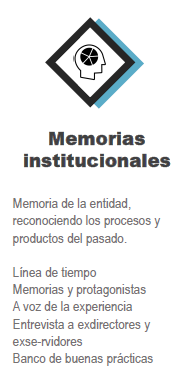 Memorias
institucionales
Memoria de la entidad,
reconociendo los procesos y
productos del pasado.
Línea de tiempo
Memorias y protagonistas
A voz de la experiencia
Entrevista a exdirectores y
exse-rvidores
Banco de buenas prácticas